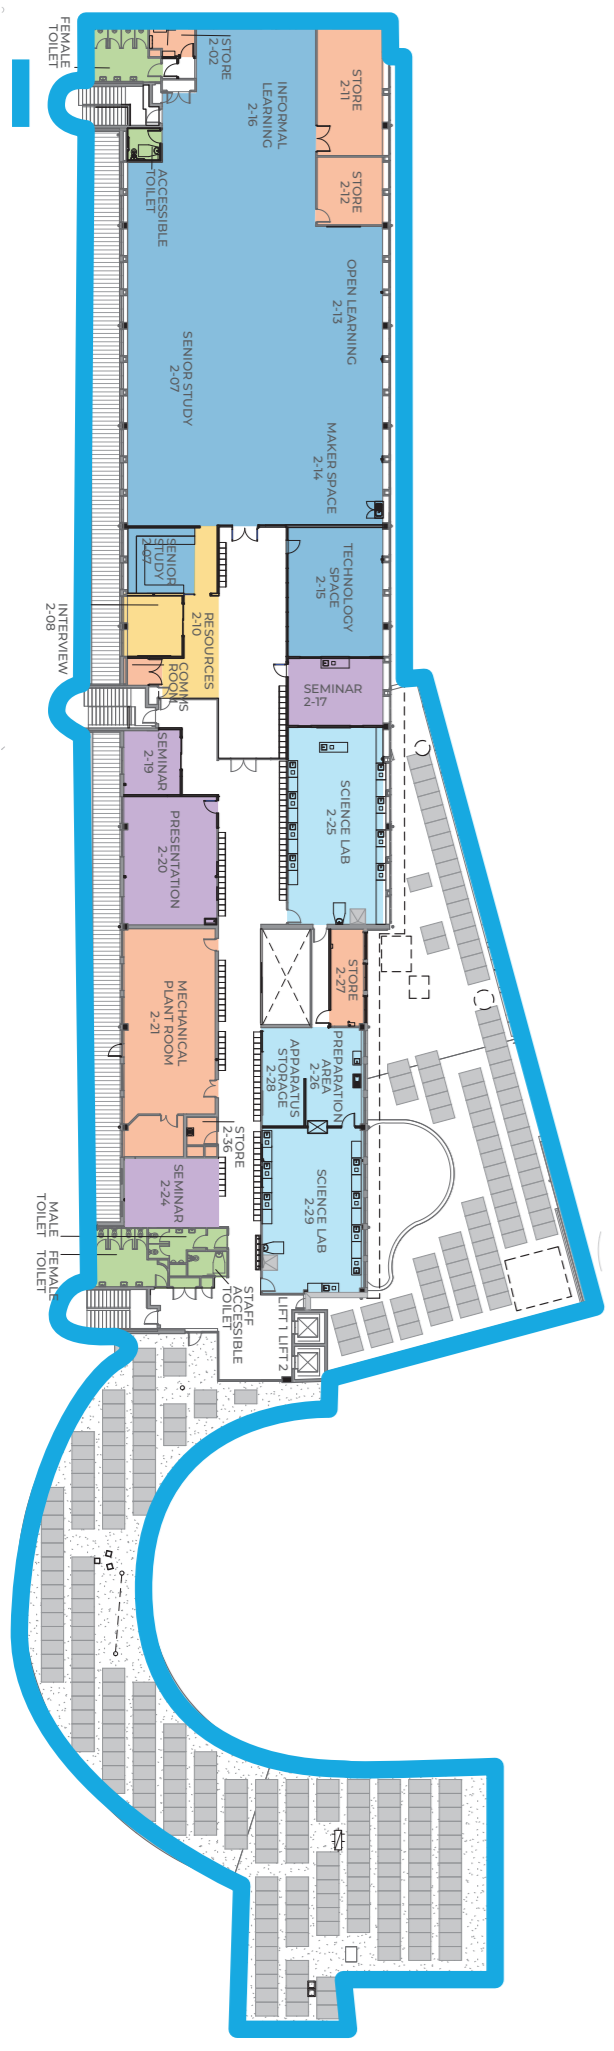 FEMALE
TOILET
STORE
2-02
INFORMAL
LEARNING
2-16
STORE
2-11
STORE
2-12
ACCESSIBLE
TOILET
OPEN LEARNING
2-13
SENIOR STUDY
2-07
MAKER SPACE
2-14
SENIOR
STUDY
2-07
TECHNOLOGY
SPACE
2-15
INTERVIEW
2-08
RESOURCES
2-10
COMMS
ROOM
SEMINAR
2-17
SEMINAR
2-19
SCIENCE LAB
2-25
PRESENTATION
2-20
MECHANICAL
PLANT ROOM
2-21
STORE
2-27
PREPARATION
AREA
2-26
APPARATUS
STORAGE
2-28
STORE
2-36
SEMINAR
2-24
SCIENCE LAB
2-29
MALE
TOILET
FEMALE
TOILET
STAFF
ACCESSIBLE
TOILET
LIFT 1 LIFT 2